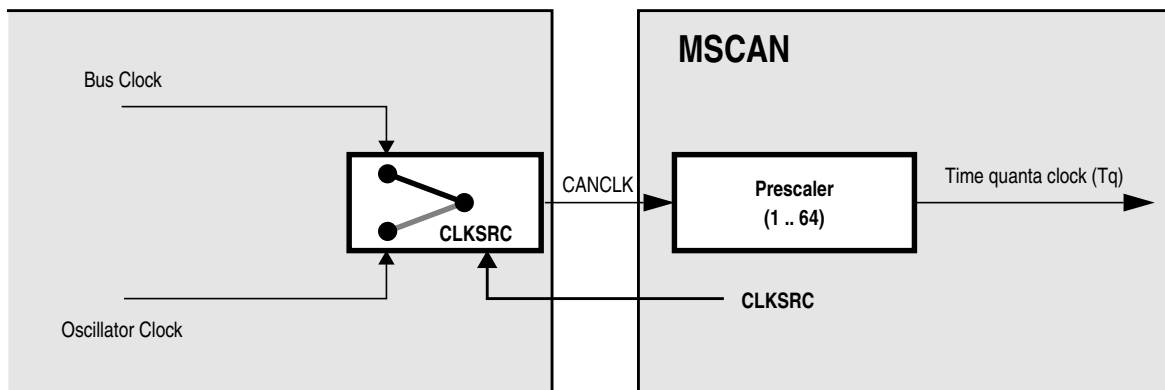 MSCAN
Bus Clock
CANCLK
Time quanta clock (Tq)
Prescaler
(1 .. 64)
CLKSRC
CLKSRC
Oscillator Clock